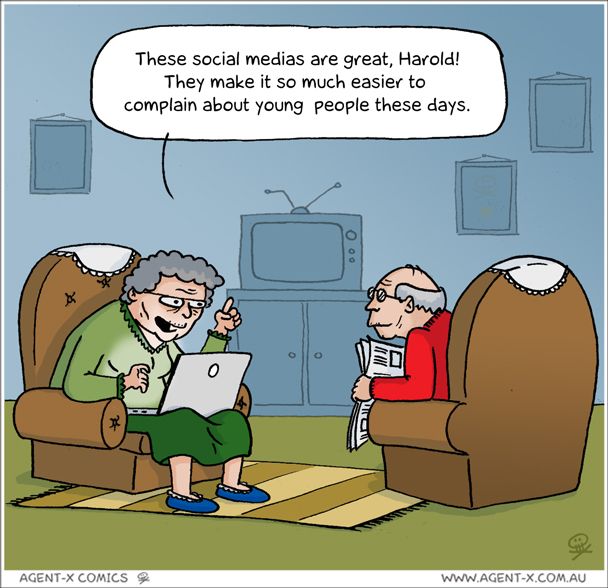 These social medias are great, Harold!
They make it so much easier to
complain about young people these days.
AGENT-X COMICS
WWW.AGENT-X.COM.AU